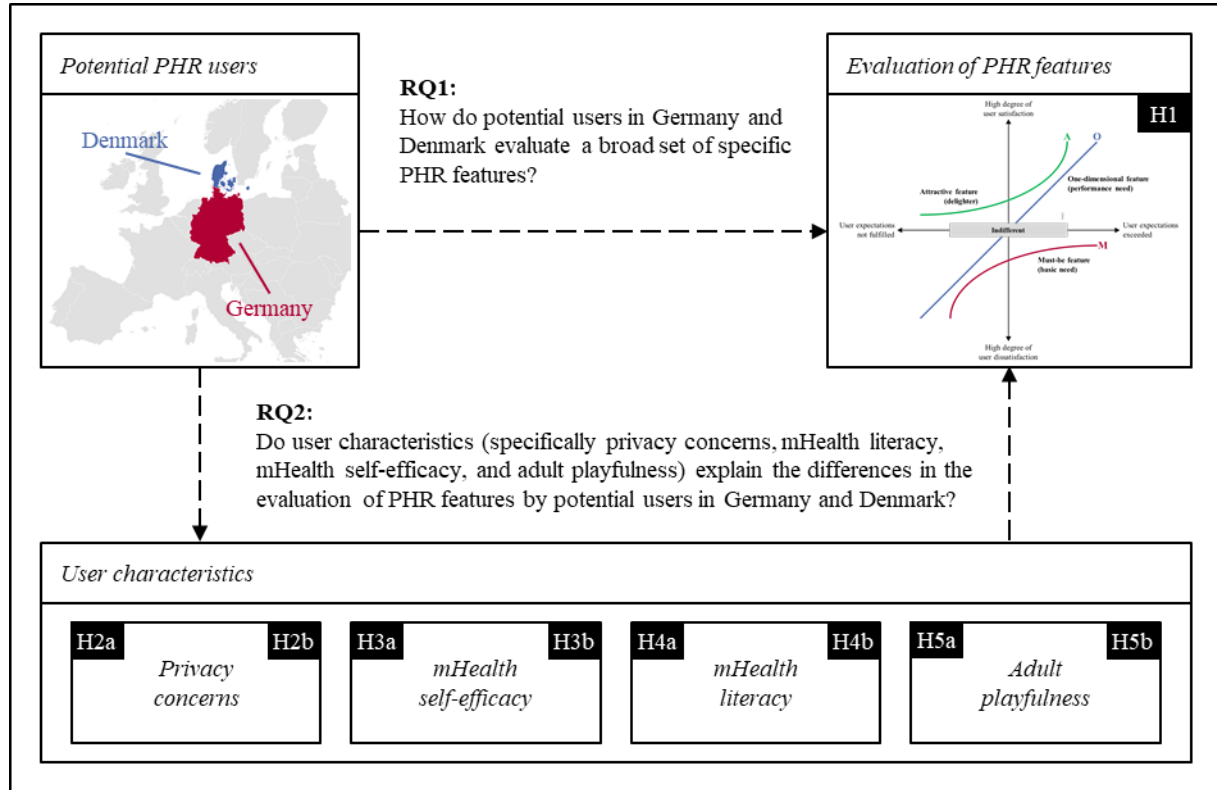 Potential PHR users
Denmark
Germany
RQ1:
How do potential users in Germany and
Denmark evaluate a broad set of specific
PHR features?
Evaluation of PHR features
H1
High degree of
user satisfaction
A
O
One-dimensional feature
(performance need)
Attractive feature
(delighter)
User expectations
not fulfilled
Indifferent
User expectations
exceeded
M
Must-be feature
(basic need)
High degree of
user dissatisfaction
RQ2:
Do user characteristics (specifically privacy concerns, mHealth literacy,
mHealth self-efficacy, and adult playfulness) explain the differences in the
evaluation of PHR features by potential users in Germany and Denmark?
User characteristics
H2a
H2b
Privacy
concerns
H3a
H3b
mHealth
self-efficacy
H4a
H4b
mHealth
literacy
H5a
H5b
Adult
playfulness